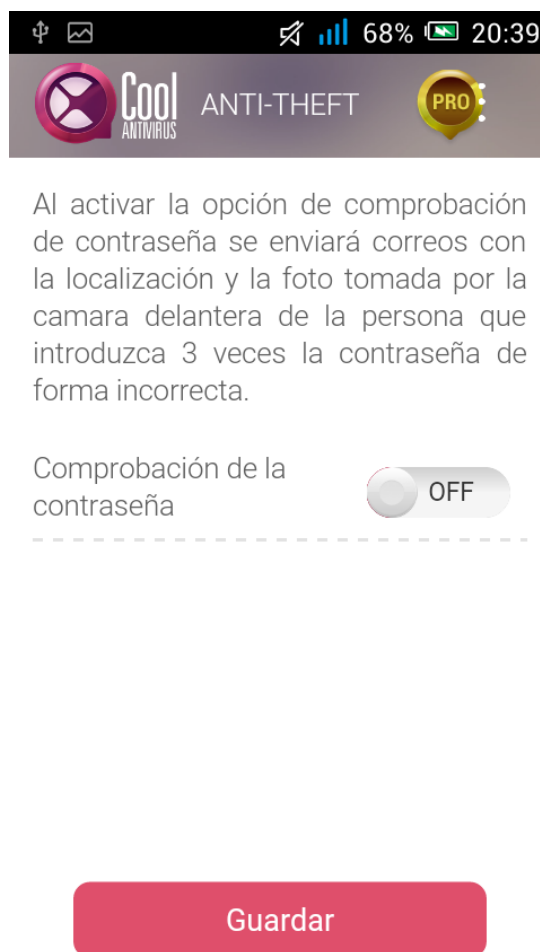 68% 20:39
Cool
ANTIVIRUS
ANTI-THEFT
PRO
Al activar la opción de comprobación
de contraseña se enviará correos con
la localización y la foto tomada por la
camara delantera de la persona que
introduzca 3 veces la contraseña de
forma incorrecta.
Comprobación de la
contraseña
OFF
Guardar